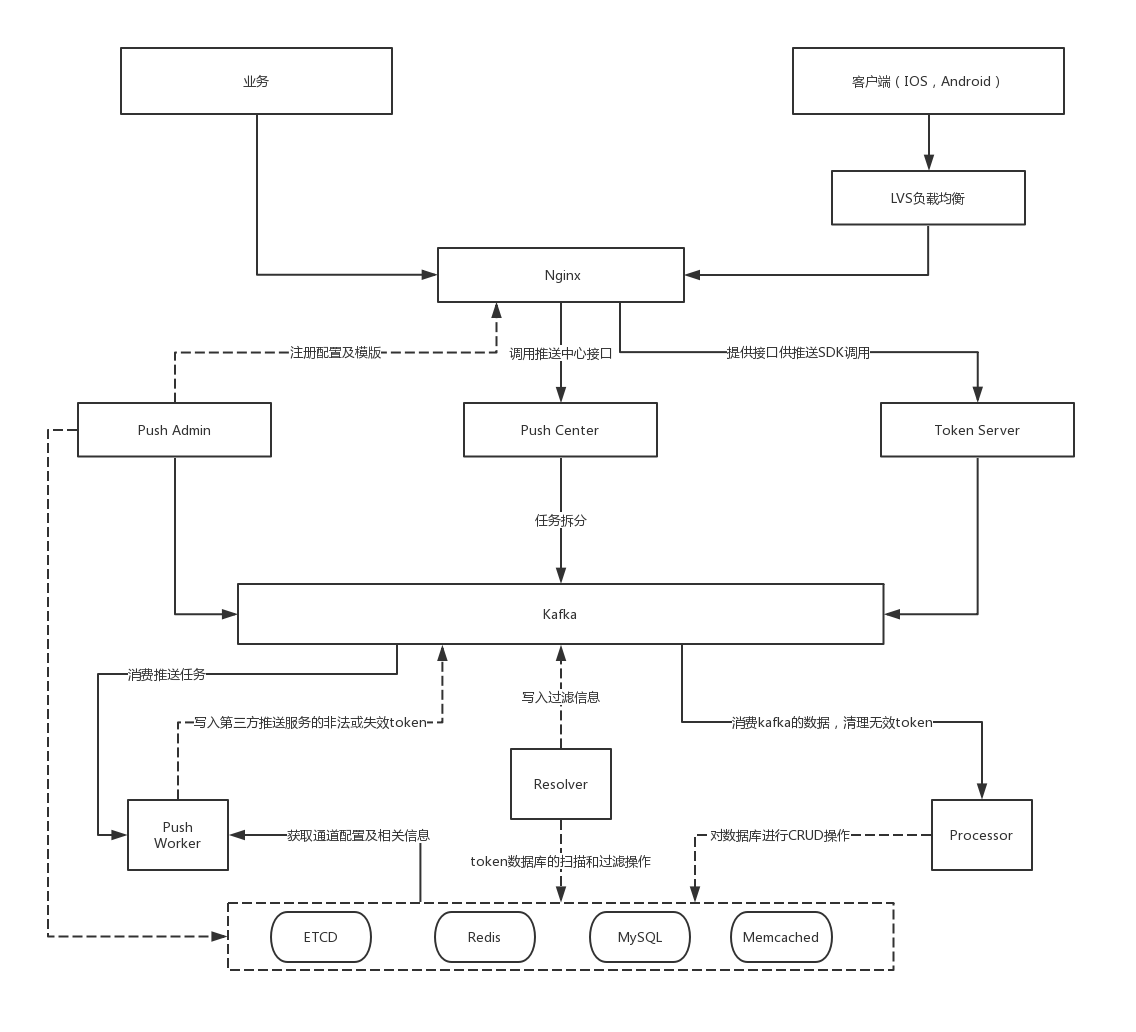 业务
客户端（IOS，Android）
LVS负载均衡
Nginx
注册配置及模版
调用推送中心接口
提供接口供推送SDK调用
Push Admin
Push Center
Token Server
任务拆分
Kafka
消费推送任务
写入过滤信息
写入第三方推送服务的非法或失效token
消费kafka的数据，清理无效token
Resolver
Push
Worker
获取通道配置及相关信息
对数据库进行CRUD操作
Processor
token数据库的扫描和过滤操作
ETCD
Redis
MySQL
Memcached